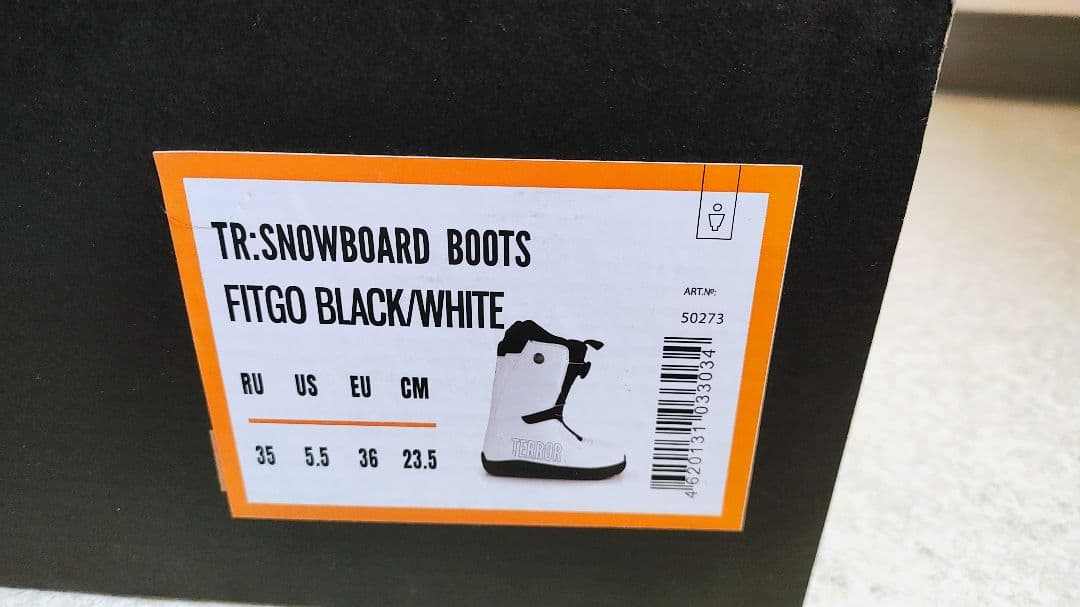 TR:SNOWBOARD BOOTS
FITGO BLACK/WHITE
ART.Nº:
50273
RU US EU CM
35 5.5 36 23.5
TERROR
4620131033034